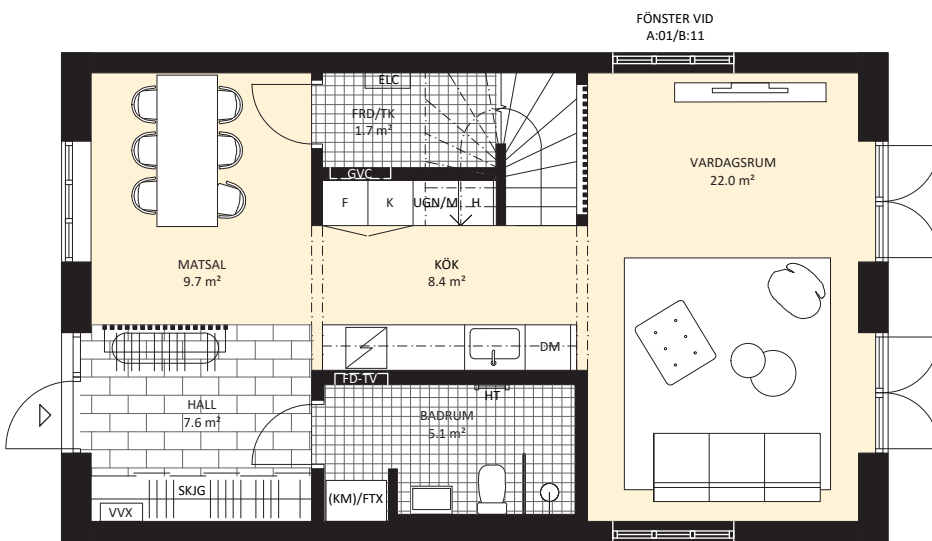 FÖNSTER VID
A:01/B:11
ELC
FRD/TK
1.7 m²
VARDAGSRUM
22.0 m²
GVC
F
K
UGN/M
H
MATSAL
9.7 m²
KÖK
8.4 m²
DM
FD-TV
HT
HALL
7.6 m²
BADRUM
5.1 m²
SKJG
(KM)/FTX
VVX